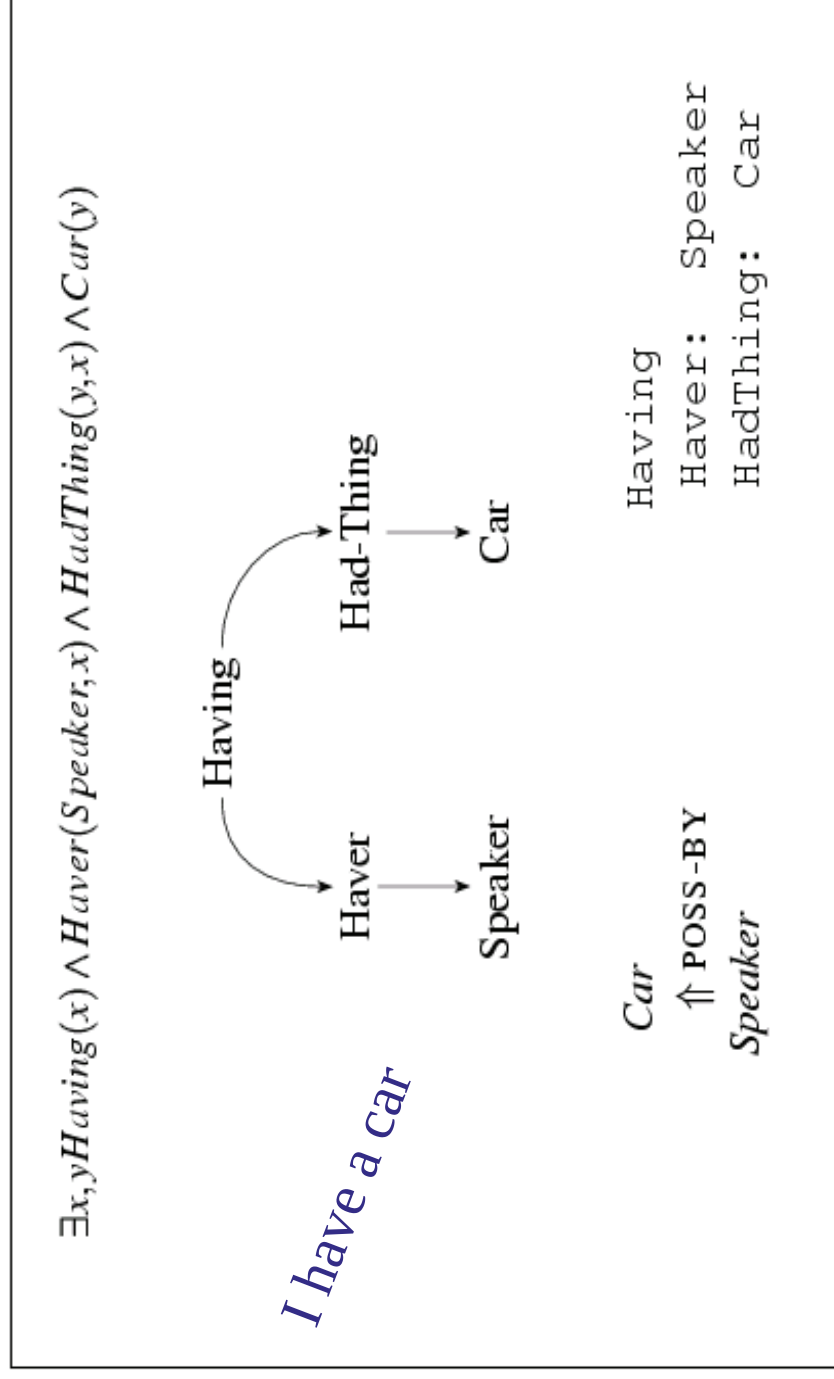 ∃x,yHaving(x) ∧ Haver(Speaker,x) ∧ HadThing(y,x) ∧ Car(y)
Having
Haver Had-Thing
Speaker Car
I have a car
Car
⇑ POSS-BY
Speaker
Having
Haver: Speaker
HadThing: Car